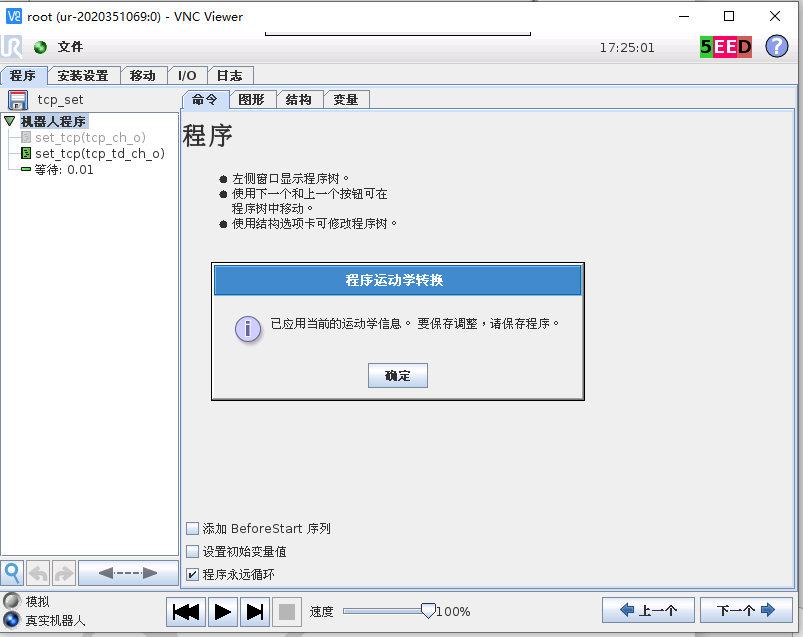 root (ur-2020351069:0) - VNC Viewer
文件
17:25:01
5EED
?
程序 安装设置 移动 I/O 日志
tcp_set
命令 图形 结构 变量
机器人程序
set_tcp(tcp_ch_o)
set_tcp(tcp_td_ch_o)
等待: 0.01
程序
左侧窗口显示程序树。
使用下一个和上一个按钮可在
程序树中移动。
使用结构选项卡可修改程序树。
程序运动学转换
已应用当前的运动学信息。 要保存调整，请保存程序。
确定
添加 BeforeStart 序列
设置初始变量值
程序永远循环
模拟
真实机器人
速度
100%
上一个
下一个